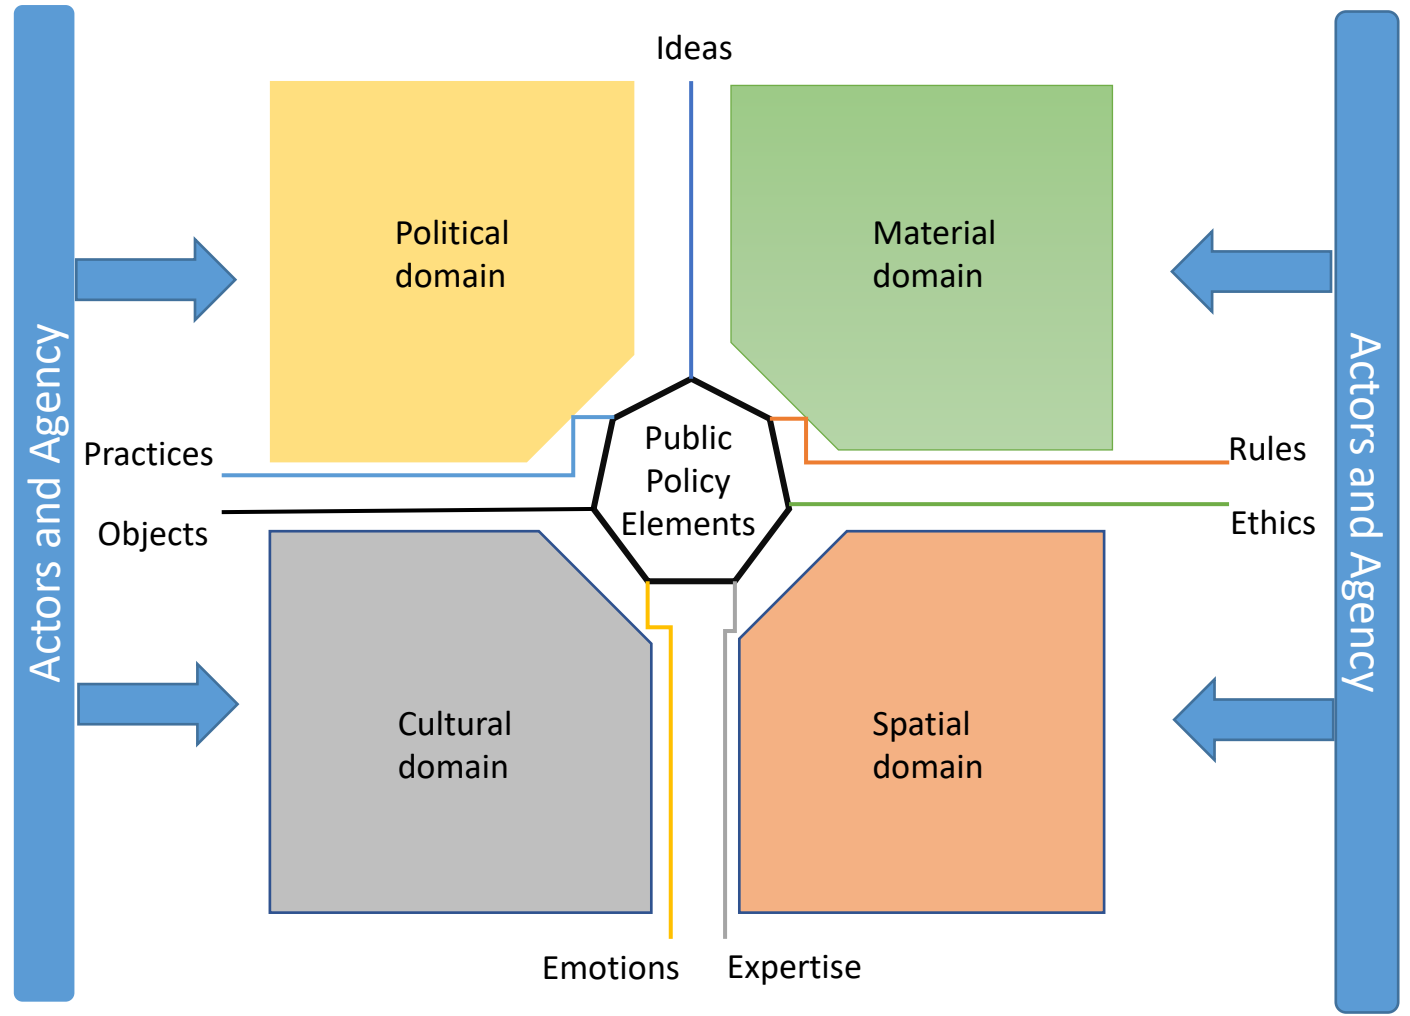 Ideas
Political
domain
Material
domain
Actors and Agency
Actors and Agency
Practices
Public
Policy
Elements
Rules
Objects
Ethics
Cultural
domain
Spatial
domain
Emotions
Expertise